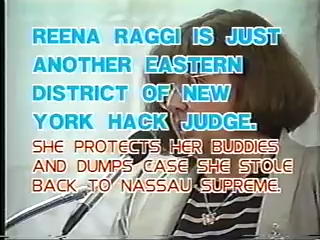 REENA RAGGI IS JUST
ANOTHER EASTERN
DISTRICT OF NEW
YORK HACK JUDGE.
SHE PROTECTS HER BUDDIES
AND DUMPS CASE SHE STOLE
BACK TO NASSAU SUPREME.